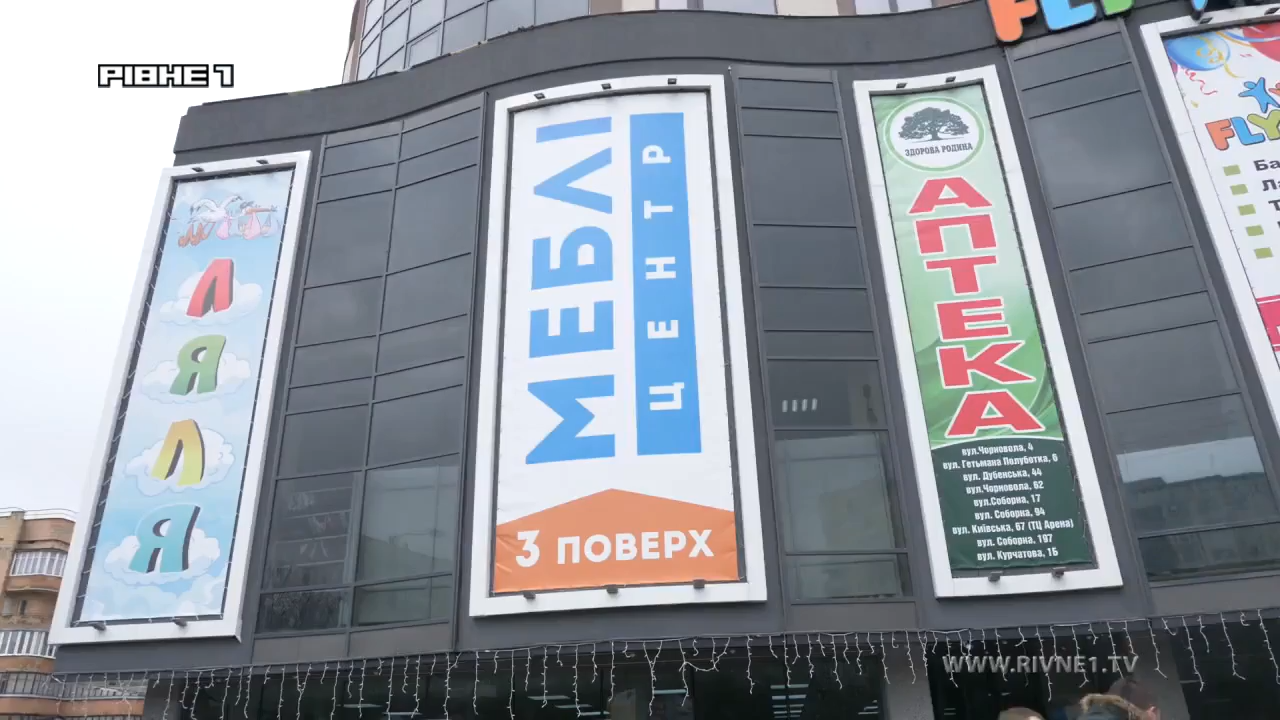 РІВНЕ 1
ЛЯЛЯ
МЕБЛІ
ЦЕНТР
3 ПОВЕРХ
ЗДОРОВА РОДИНА
АПТЕКА
вул.Чорновола, 4
вул. Гетьмана Полуботка, 6
вул. Дубенська, 44
вул.Чорновола, 62
вул.Соборна, 17
вул. Соборна, 94
вул. Київська, 67 (ТЦ Арена)
вул. Соборна, 197
вул. Курчатова, 1Б
FLY
FLY
WWW.RIVNE1.TV